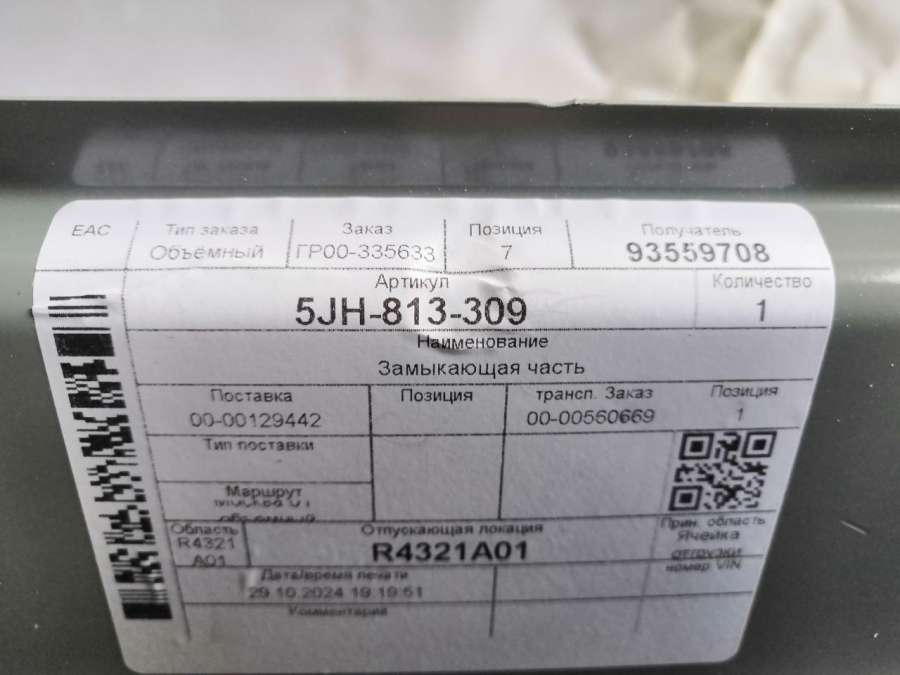 EAC Тип заказа Заказ Позиция Получатель
Объёмный ГР00-335633 7 93559708
Артикул Количество
5JH-813-309 1
Наименование
Замыкающая часть
Поставка Позиция трансп. Заказ Позиция
00-00129442 00-00560669 1
Тип поставки
Маршрут
Москва 01
Область Отпускающая локация Прин. область
R4321 R4321A01 Ячейка
A01 отгрузки
Дата/время печати номер VIN
29.10.2024 19:19:51
Комментарий